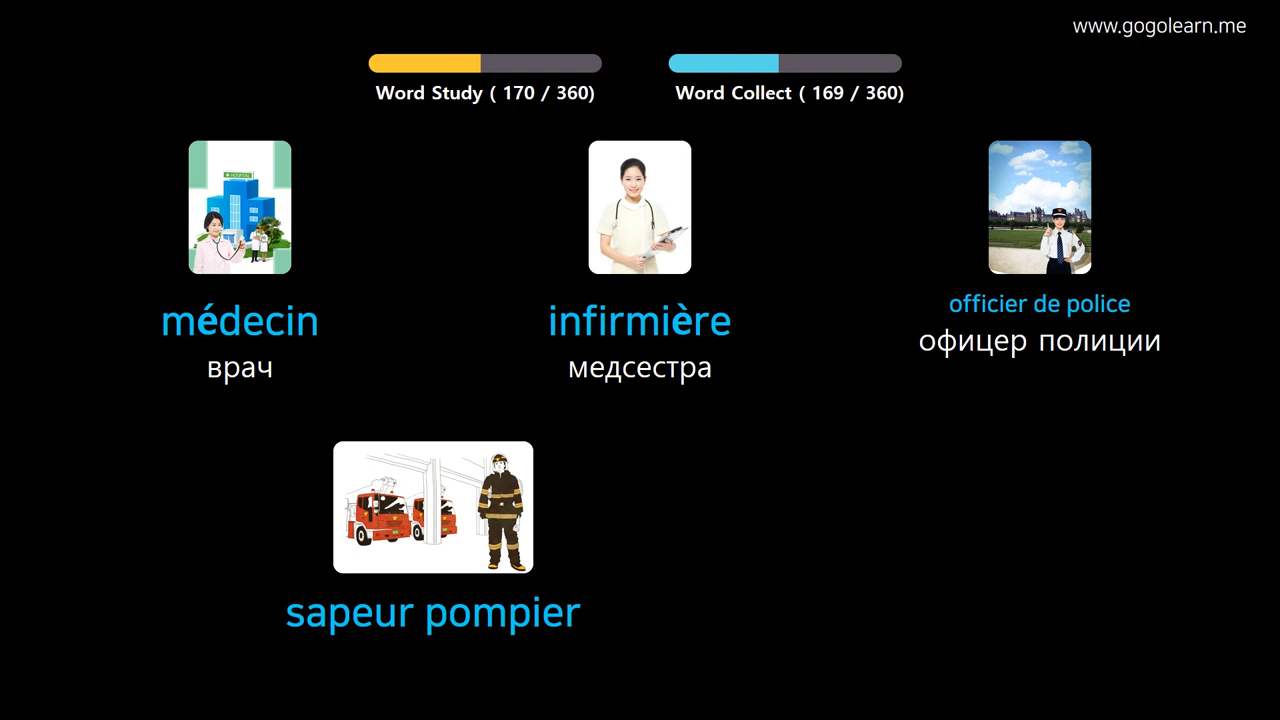 www.gogolearn.me
Word Study ( 170 / 360)
Word Collect ( 169 / 360)
HOSPITAL
médecin
врач
infirmière
медсестра
officier de police
офицер полиции
sapeur pompier